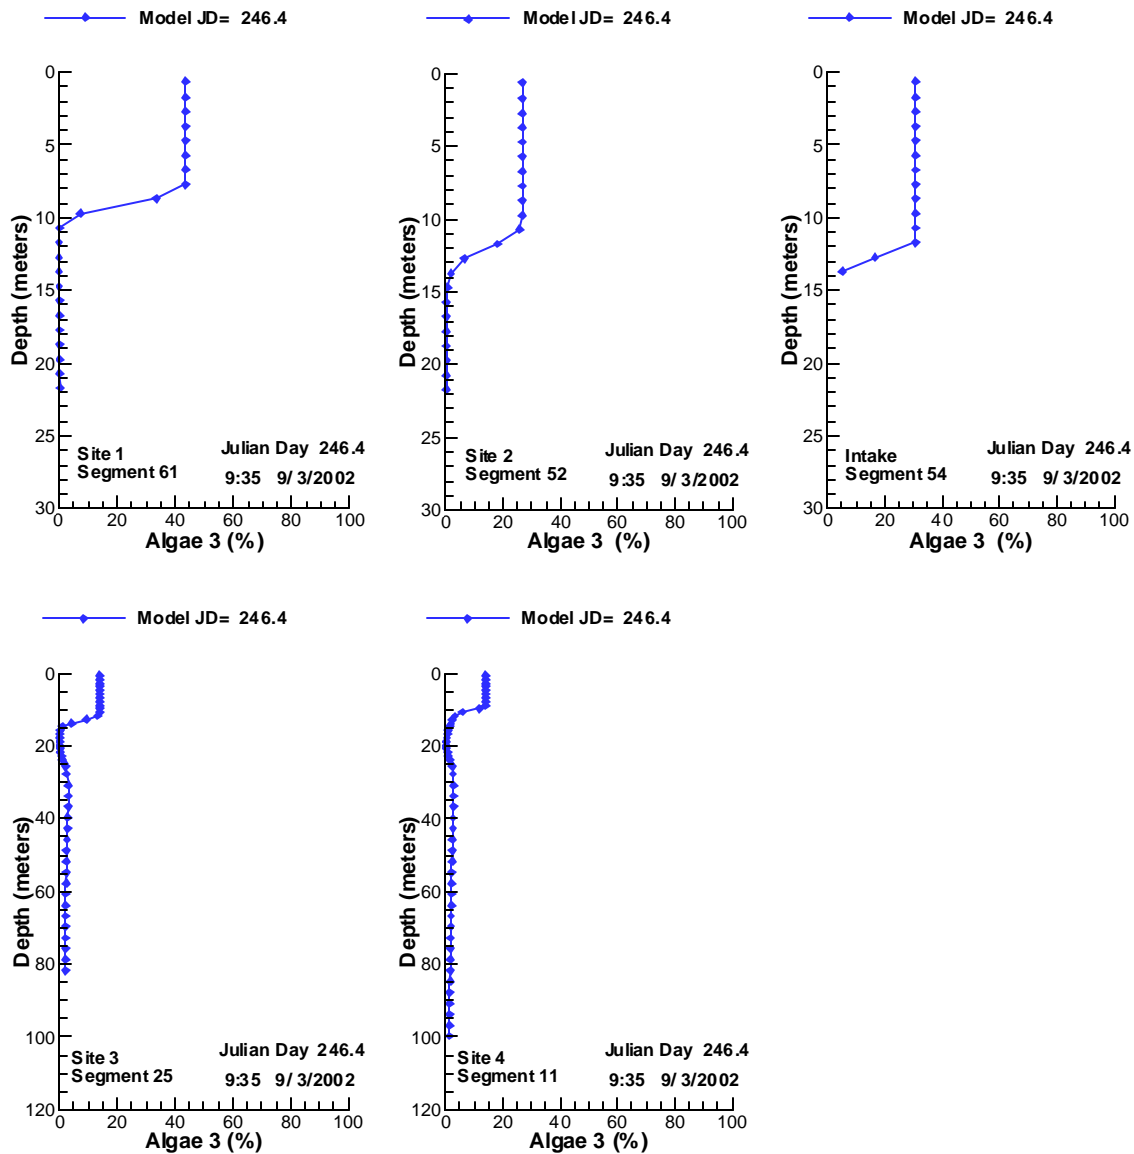 Model JD= 246.4
0
5
10
15
20
25
30
Depth (meters)
Site 1
Segment 61
Julian Day 246.4
9:35 9/ 3/2002
0 20 40 60 80 100
Algae 3 (%)
Model JD= 246.4
0
5
10
15
20
25
30
Depth (meters)
Site 2
Segment 52
Julian Day 246.4
9:35 9/ 3/2002
0 20 40 60 80 100
Algae 3 (%)
Model JD= 246.4
0
5
10
15
20
25
30
Depth (meters)
Intake
Segment 54
Julian Day 246.4
9:35 9/ 3/2002
0 20 40 60 80 100
Algae 3 (%)
Model JD= 246.4
0
20
40
60
80
100
120
Depth (meters)
Site 3
Segment 25
Julian Day 246.4
9:35 9/ 3/2002
0 20 40 60 80 100
Algae 3 (%)
Model JD= 246.4
0
20
40
60
80
100
120
Depth (meters)
Site 4
Segment 11
Julian Day 246.4
9:35 9/ 3/2002
0 20 40 60 80 100
Algae 3 (%)